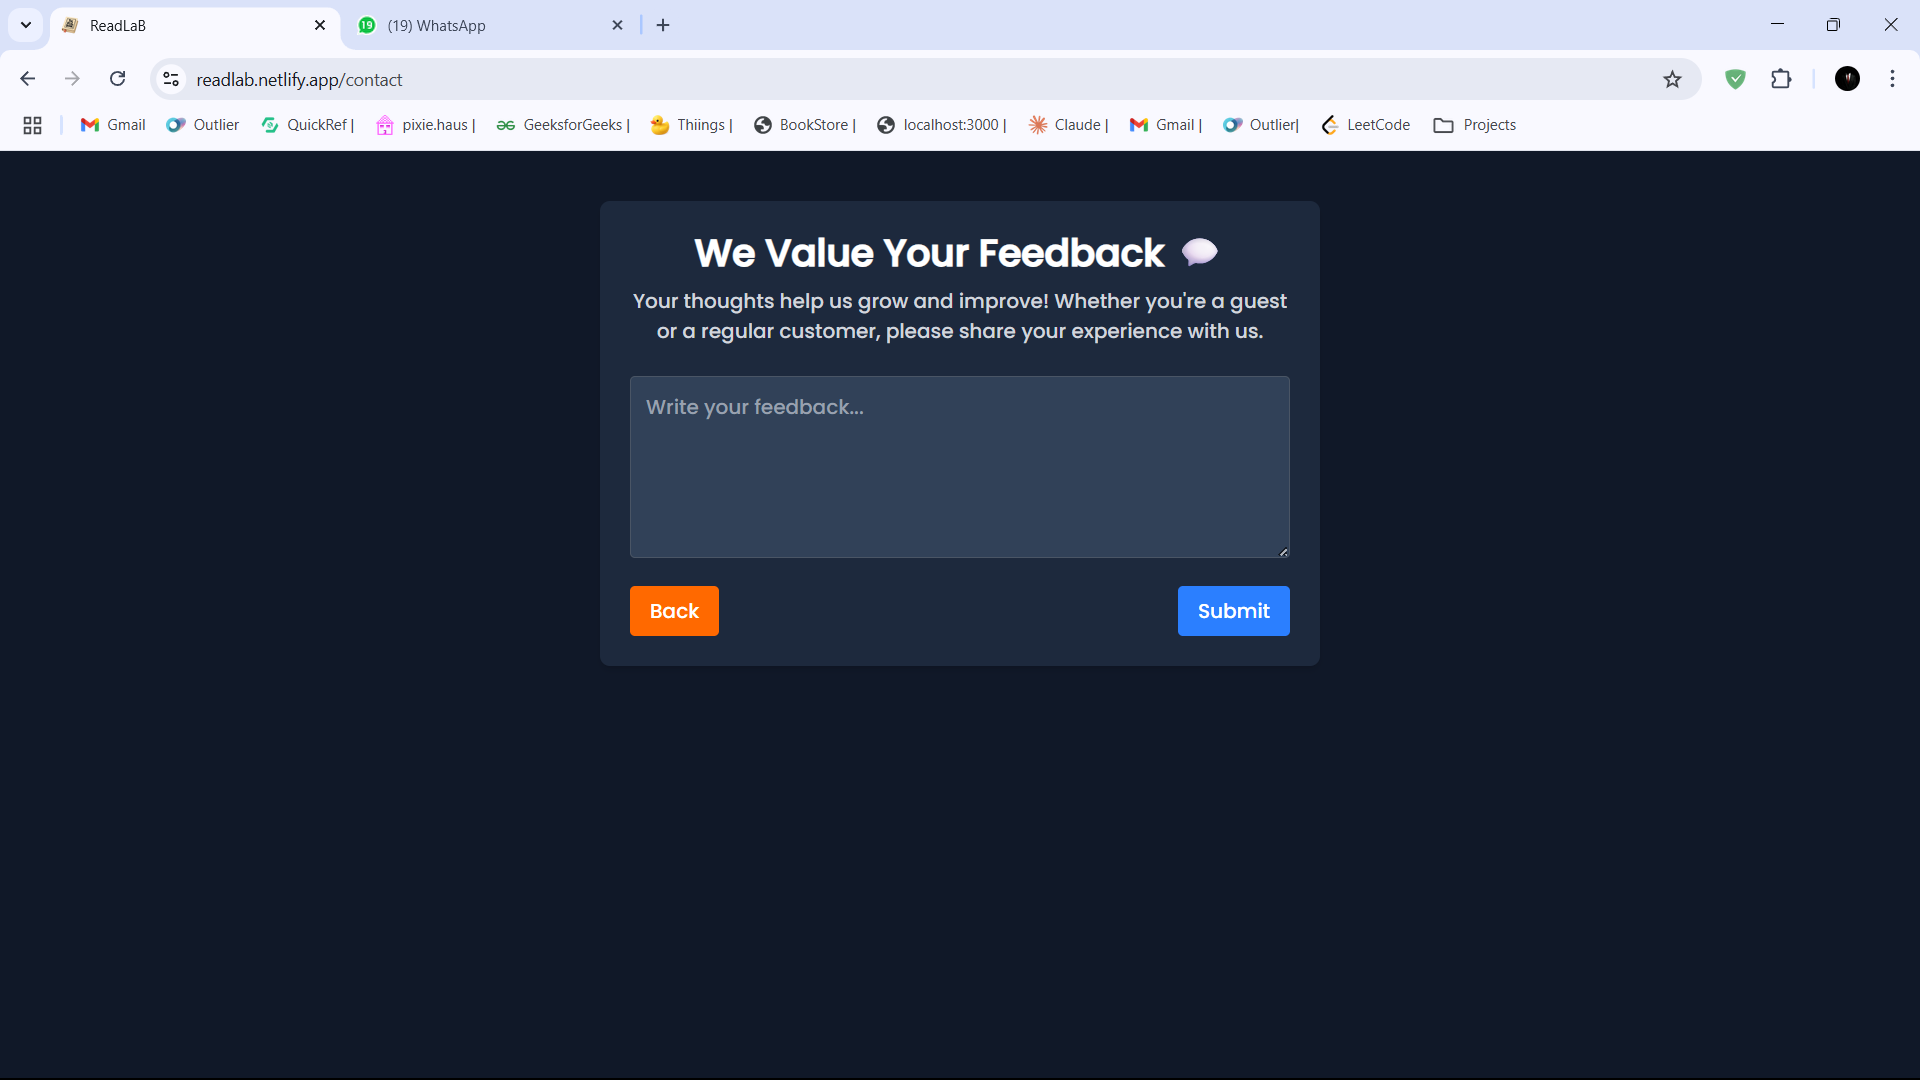 ReadLaB
19
(19) WhatsApp
readlab.netlify.app/contact
Gmail
Outlier
QuickRef |
pixie.haus |
GeeksforGeeks |
Thiings |
BookStore |
localhost:3000 |
Claude |
Gmail |
Outlier|
LeetCode
Projects
We Value Your Feedback
Your thoughts help us grow and improve! Whether you're a guest
or a regular customer, please share your experience with us.
Write your feedback...
Back
Submit